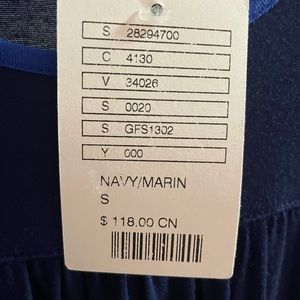 S 28294700
C 4130
V 34026
S 0020
S GFS1302
Y 000
NAVY/MARIN
S
$ 118.00 CN